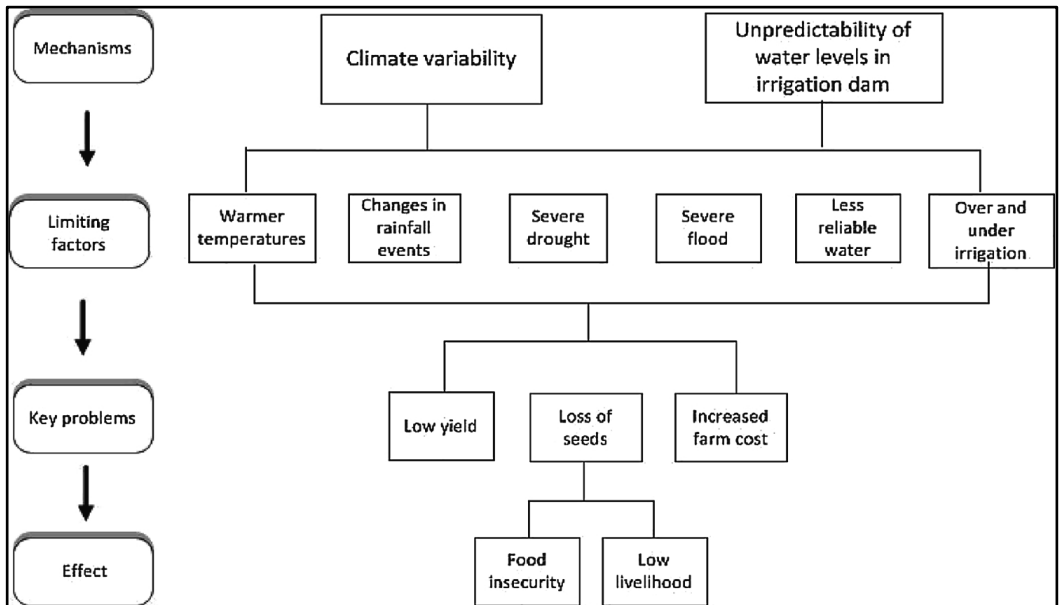 Mechanisms
Climate variability
Unpredictability of
water levels in
irrigation dam
Limiting
factors
Warmer
temperatures
Changes in
rainfall
events
Severe
drought
Severe
flood
Less
reliable
water
Over and
under
irrigation
Key problems
Low yield
Loss of
seeds
Increased
farm cost
Effect
Food
insecurity
Low
livelihood